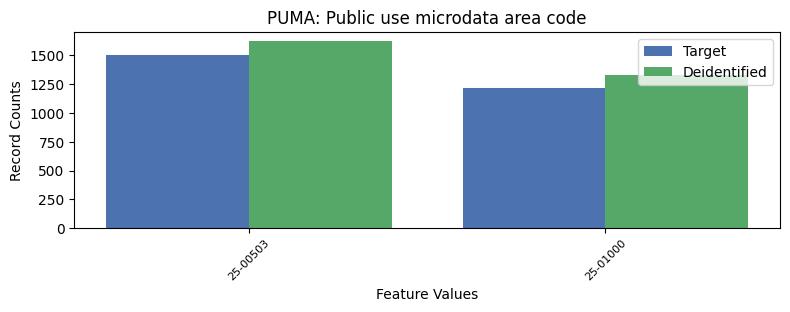 PUMA: Public use microdata area code
Target
Deidentified
Record Counts
1500
1250
1000
750
500
250
0
25-00503
25-01000
Feature Values